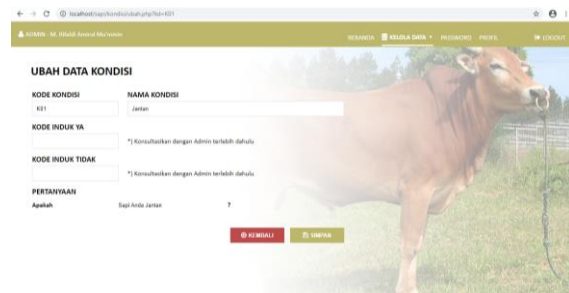 localhost/sapi/kondisi/ubah.php?kd=K01
ADMIN - M. Rifaldi Amirul Mu'minin BERANDA KELOLA DATA PASSWORD PROFIL LOGOUT
UBAH DATA KONDISI
KODE KONDISI NAMA KONDISI
K01 Jantan
KODE INDUK YA
*) Konsultasikan dengan Admin terlebih dahulu
KODE INDUK TIDAK
*) Konsultasikan dengan Admin terlebih dahulu
PERTANYAAN
Apakah Sapi Anda Jantan ?
KEMBALI SIMPAN